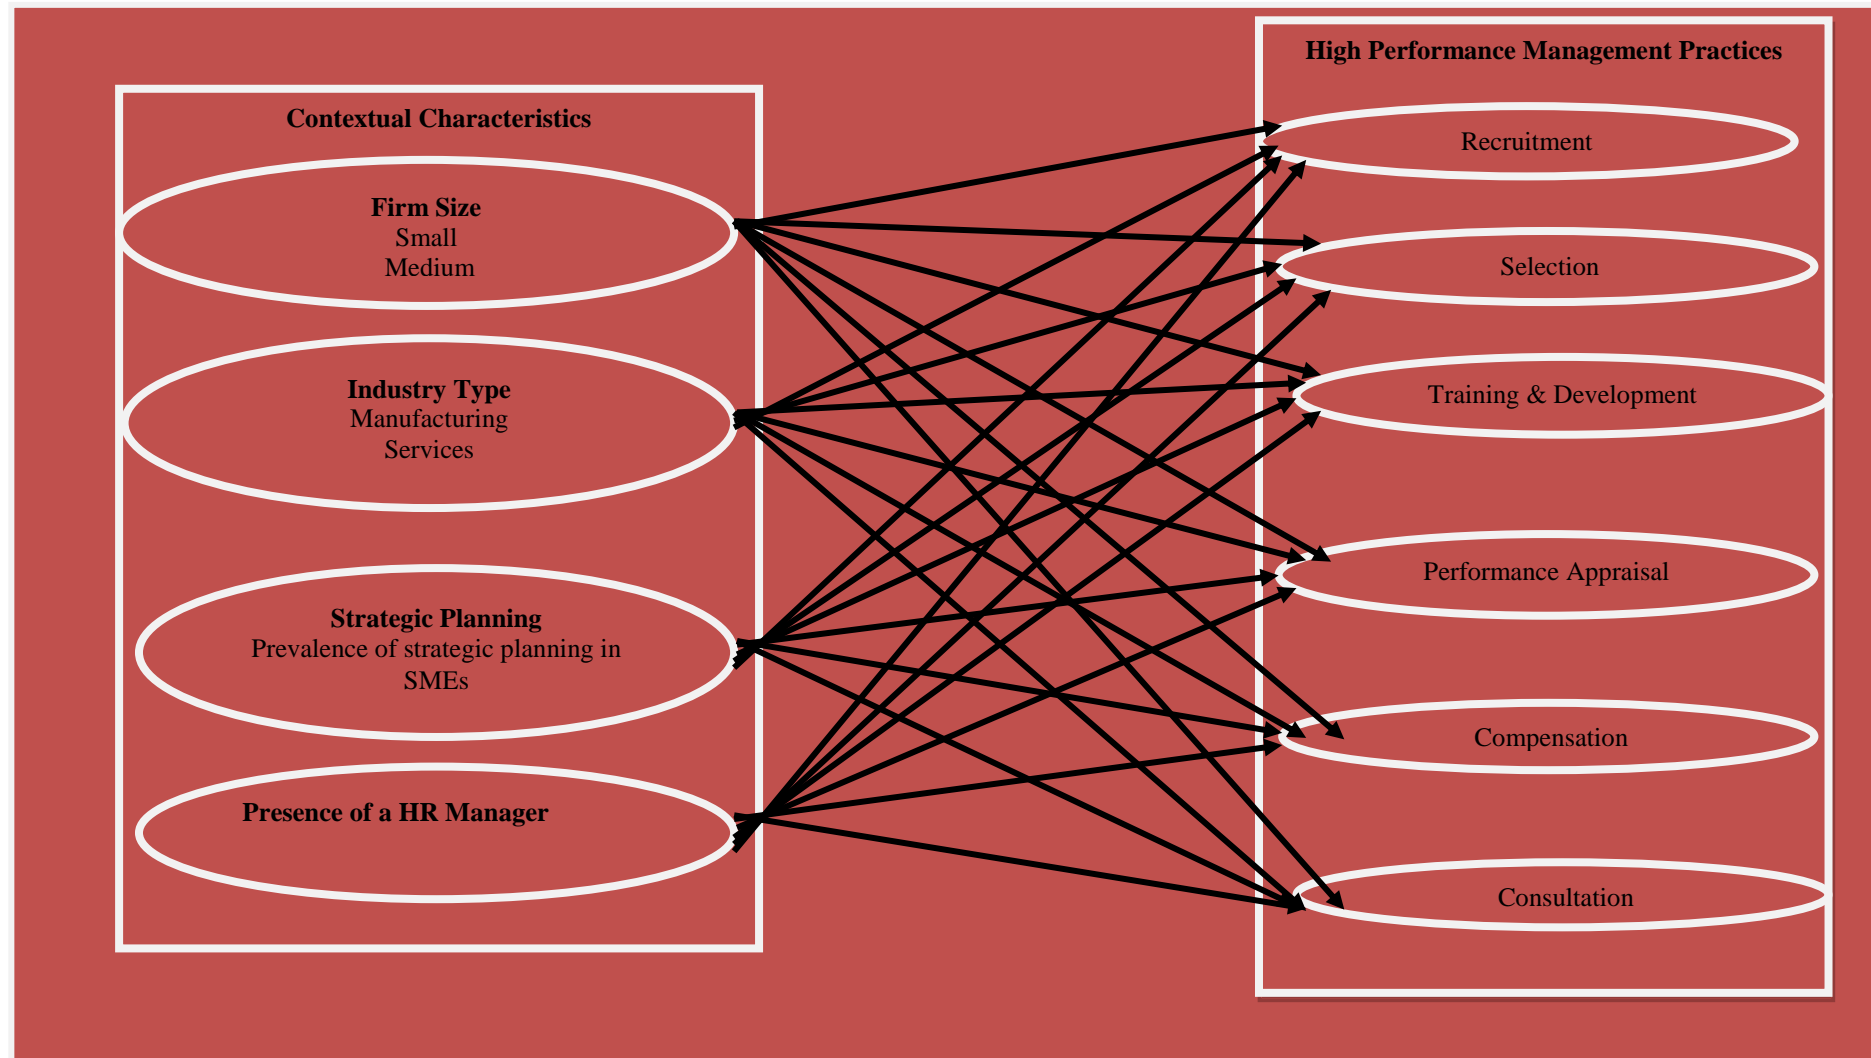 Contextual Characteristics
Firm Size
Small
Medium
Industry Type
Manufacturing
Services
Strategic Planning
Prevalence of strategic planning in
SMEs
Presence of a HR Manager
High Performance Management Practices
Recruitment
Selection
Training & Development
Performance Appraisal
Compensation
Consultation